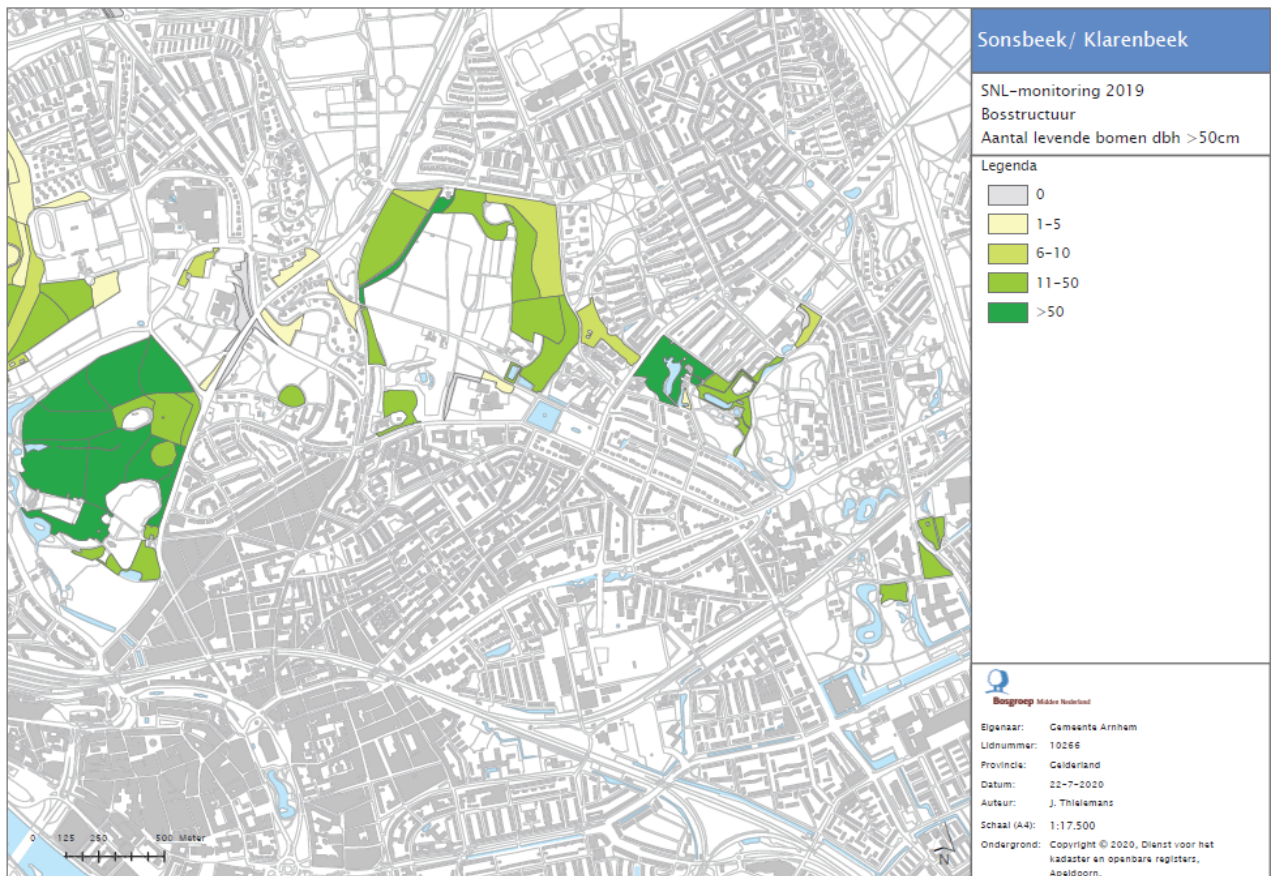 Sonsbeek/ Klarenbeek
SNL-monitoring 2019
Bosstructuur
Aantal levende bomen dbh >50cm
Legenda
0
1-5
6-10
11-50
>50
Bosgroep Midden Nederland
Eigenaar: Gemeente Arnhem
Lidnummer: 10266
Provincie: Gelderland
Datum: 22-7-2020
Auteur: J. Thielemans
Schaal (A4): 1:17.500
Ondergrond: Copyright © 2020, Dienst voor het
kadaster en openbare registers,
Apeldoorn.
0 125 250 500 Meter
N